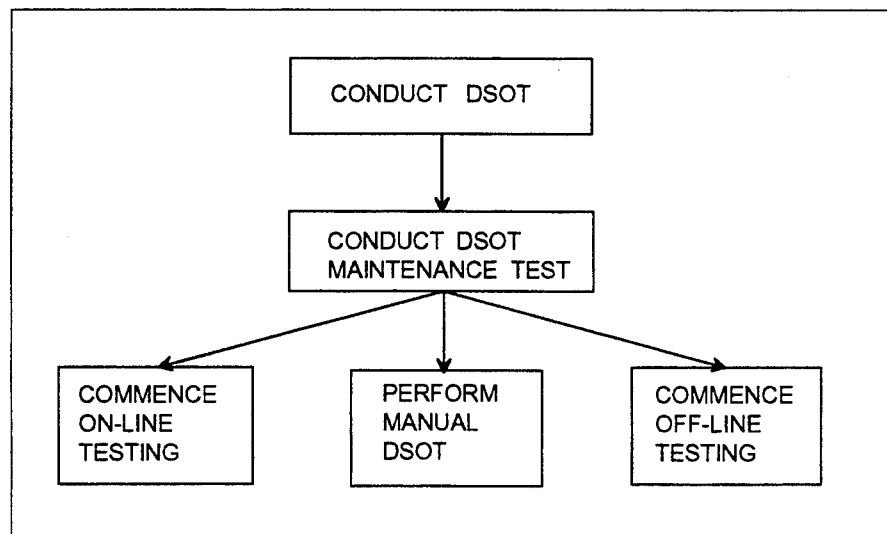 CONDUCT DSOT
CONDUCT DSOT
MAINTENANCE TEST
COMMENCE
ON-LINE
TESTING
PERFORM
MANUAL
DSOT
COMMENCE
OFF-LINE
TESTING